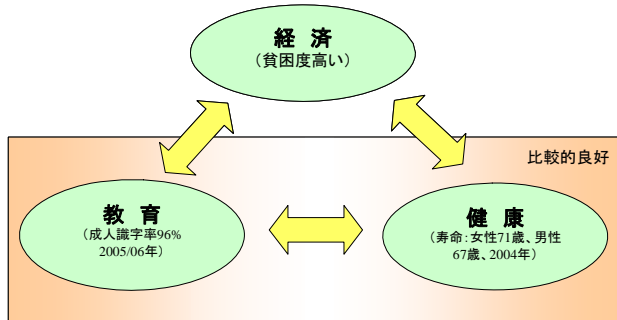 経 済
(貧困度高い)
比較的良好
教 育
(成人識字率96%
2005/06年)
健 康
(寿命:女性71歳、男性
67歳、2004年)